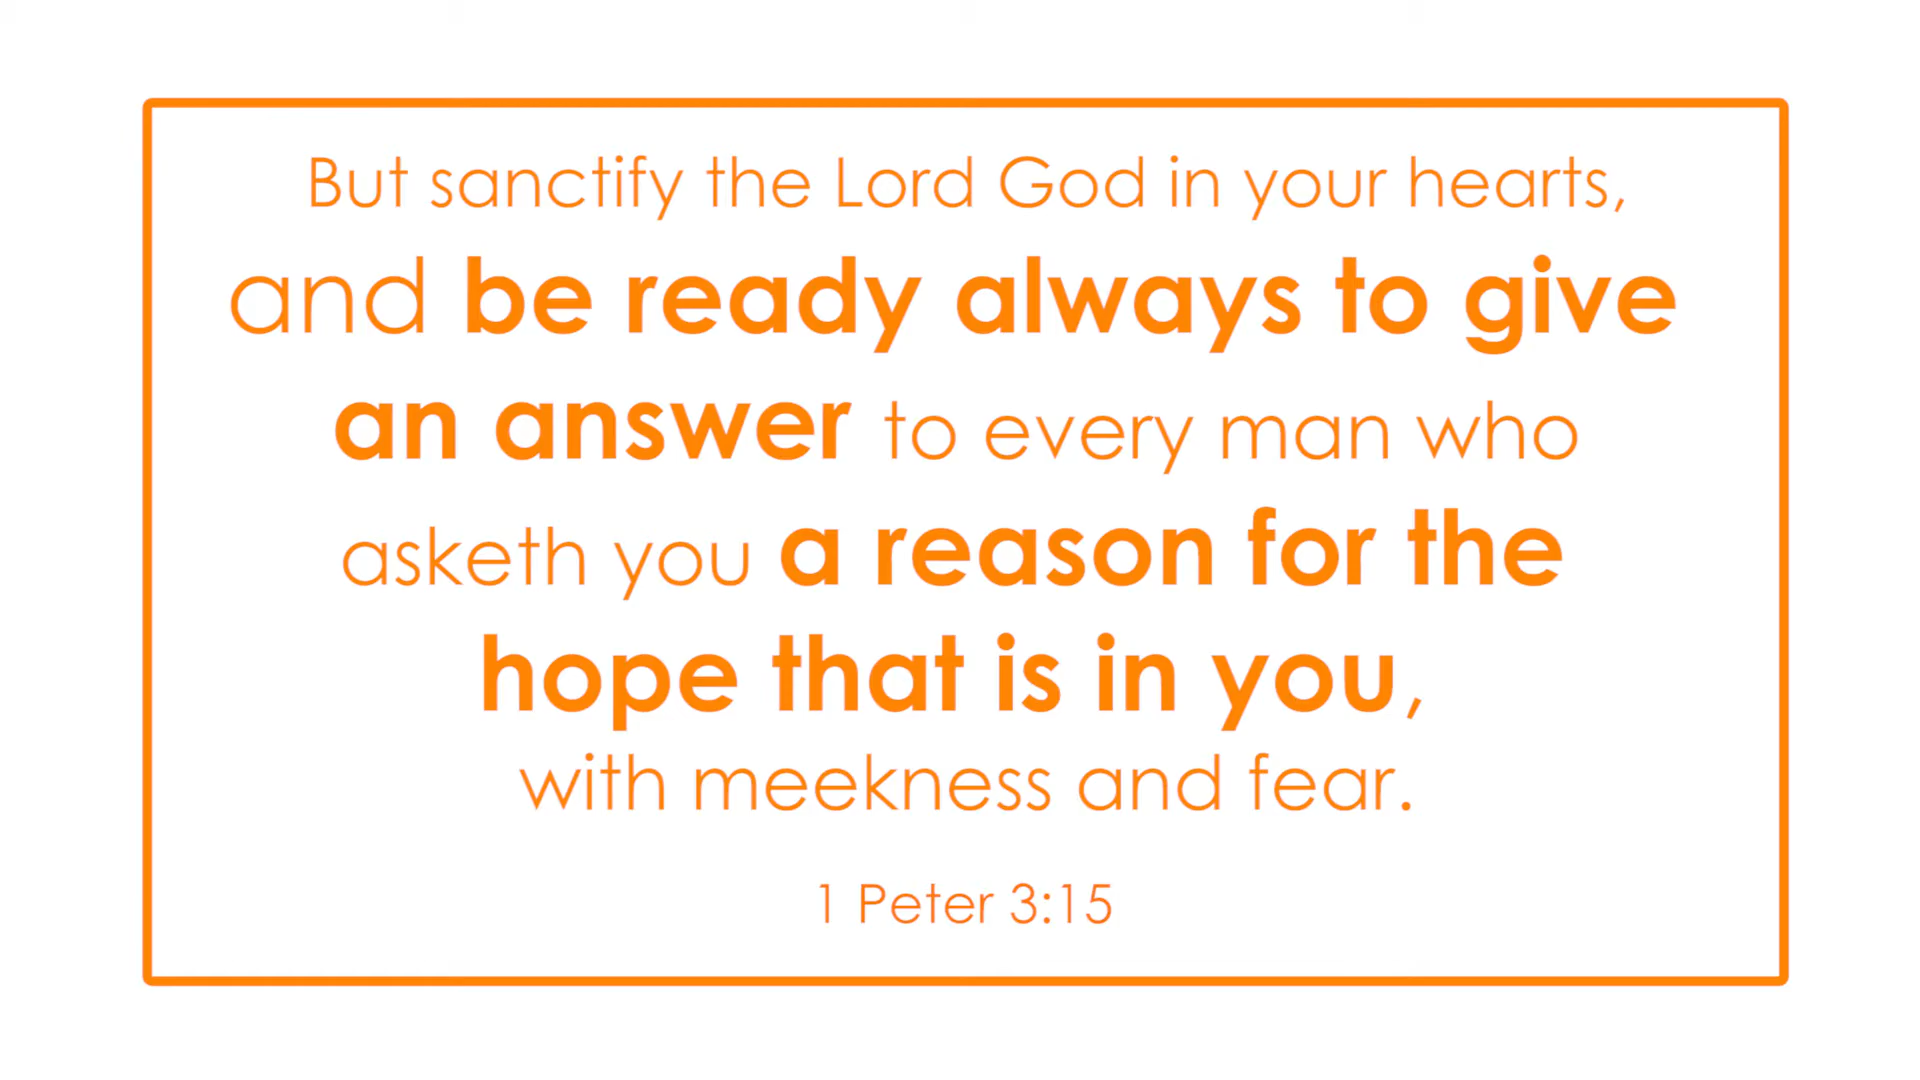 But sanctify the Lord God in your hearts,
and be ready always to give
an answer to every man who
asketh you a reason for the
hope that is in you,
with meekness and fear.
1 Peter 3:15